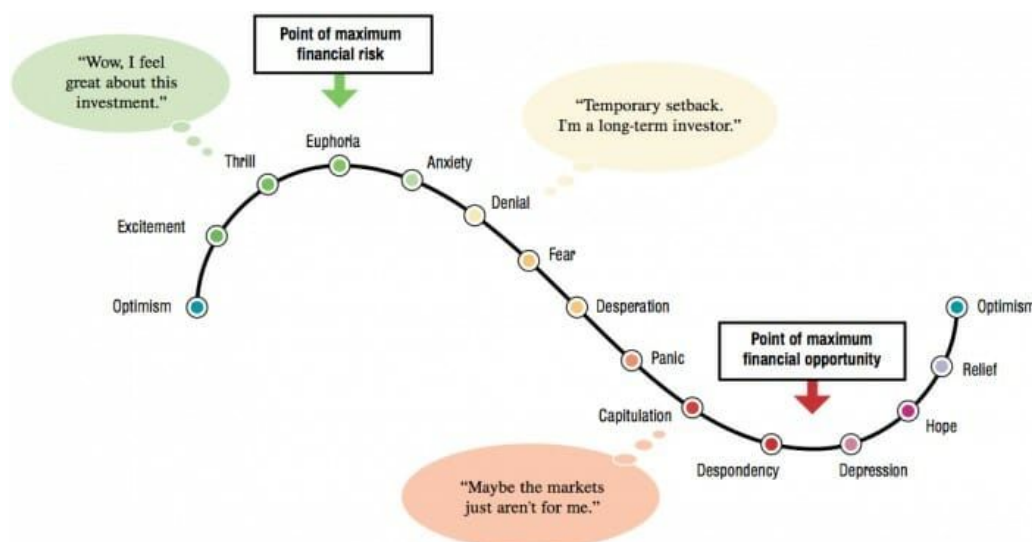 Point of maximum
financial risk
“Wow, I feel
great about this
investment.”
“Temporary setback.
I'm a long-term investor.”
Euphoria
Thrill
Anxiety
Denial
Excitement
Fear
Optimism
Desperation
Optimism
Point of maximum
financial opportunity
Panic
Relief
Capitulation
Hope
Despondency
Depression
“Maybe the markets
just aren't for me.”